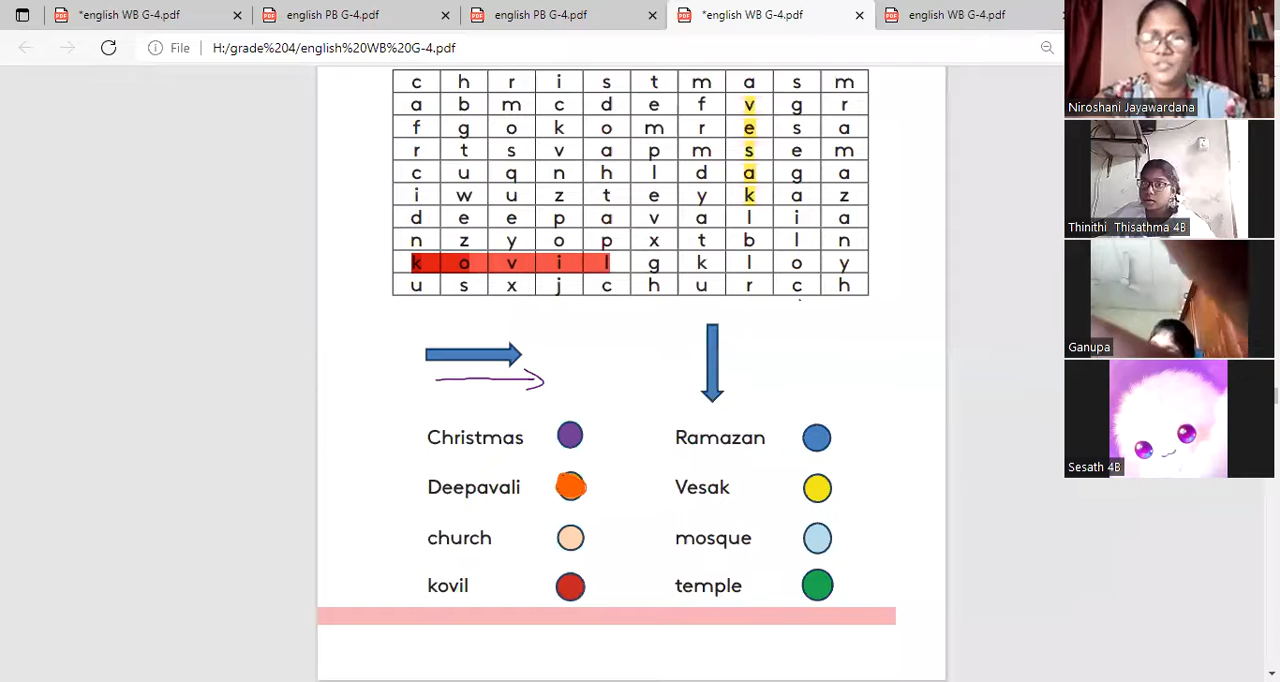 *english WB G-4.pdf
english PB G-4.pdf
english PB G-4.pdf
*english WB G-4.pdf
english WB G-4.pdf
File H:/grade%204/english%20WB%20G-4.pdf
c h r i s t m a s m
a b m c d e f v g r
f g o k o m r e s a
r t s v a p m s e m
c u q n h l d a g a
i w u z t e y k a z
d e e p a v a l i a
n z y o p x t b l n
k o v i l g k l o y
u s x j c h u r c h
Christmas Ramazan
Deepavali Vesak
church mosque
kovil temple
Niroshani Jayawardana
Thinithi Thisathma 4B
Ganupa
Sesath 4B